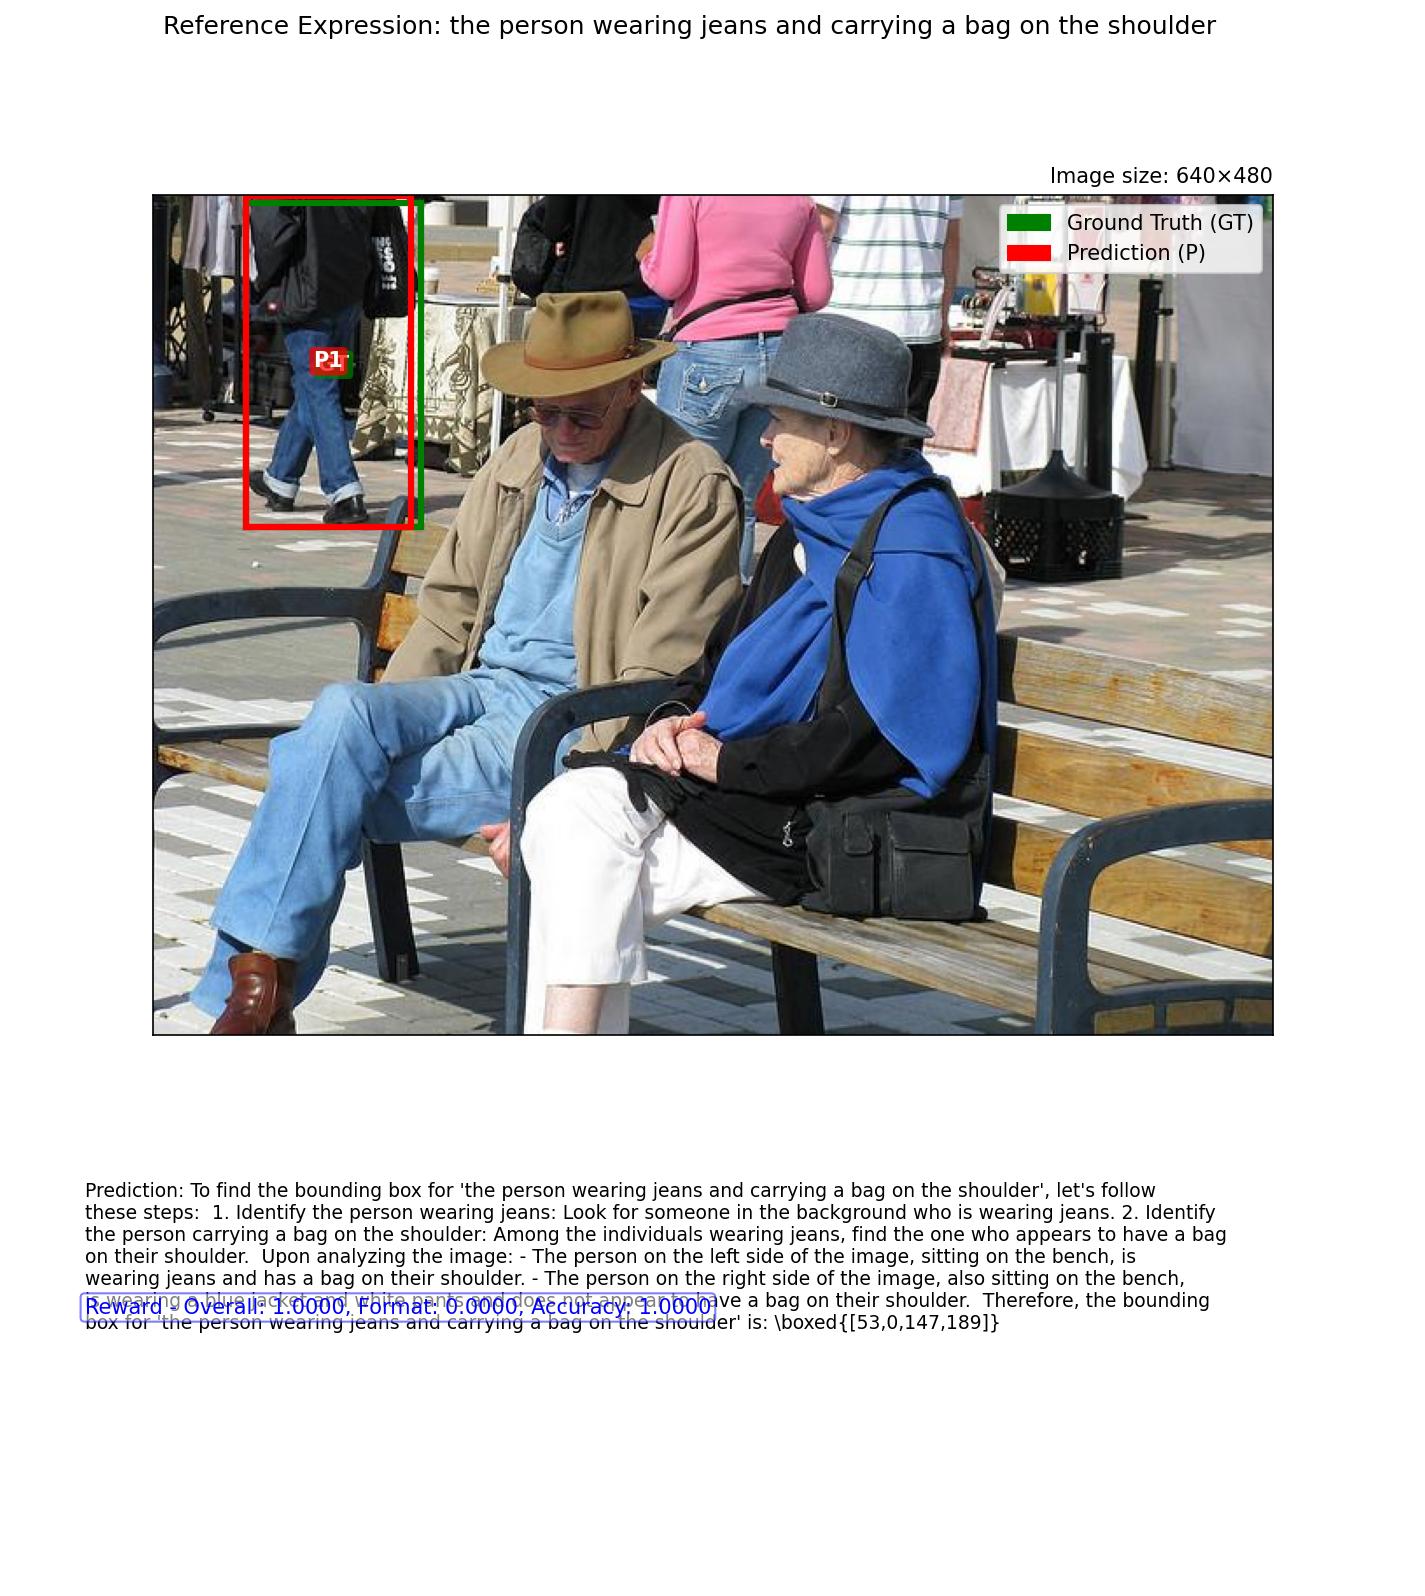 Reference Expression: the person wearing jeans and carrying a bag on the shoulder
Image size: 640×480
Ground Truth (GT)
Prediction (P)
P1
Prediction: To find the bounding box for 'the person wearing jeans and carrying a bag on the shoulder', let's follow
these steps:  1. Identify the person wearing jeans: Look for someone in the background who is wearing jeans. 2. Identify
the person carrying a bag on the shoulder: Among the individuals wearing jeans, find the one who appears to have a bag
on their shoulder.  Upon analyzing the image: - The person on the left side of the image, sitting on the bench, is
wearing jeans and has a bag on their shoulder. - The person on the right side of the image, also sitting on the bench,
is wearing a blue jacket and white pants and does not appear to have a bag on their shoulder.  Therefore, the bounding
Reward - Overall: 1.0000, Format: 0.0000, Accuracy: 1.0000
box for 'the person wearing jeans and carrying a bag on the shoulder' is: \boxed{[53,0,147,189]}